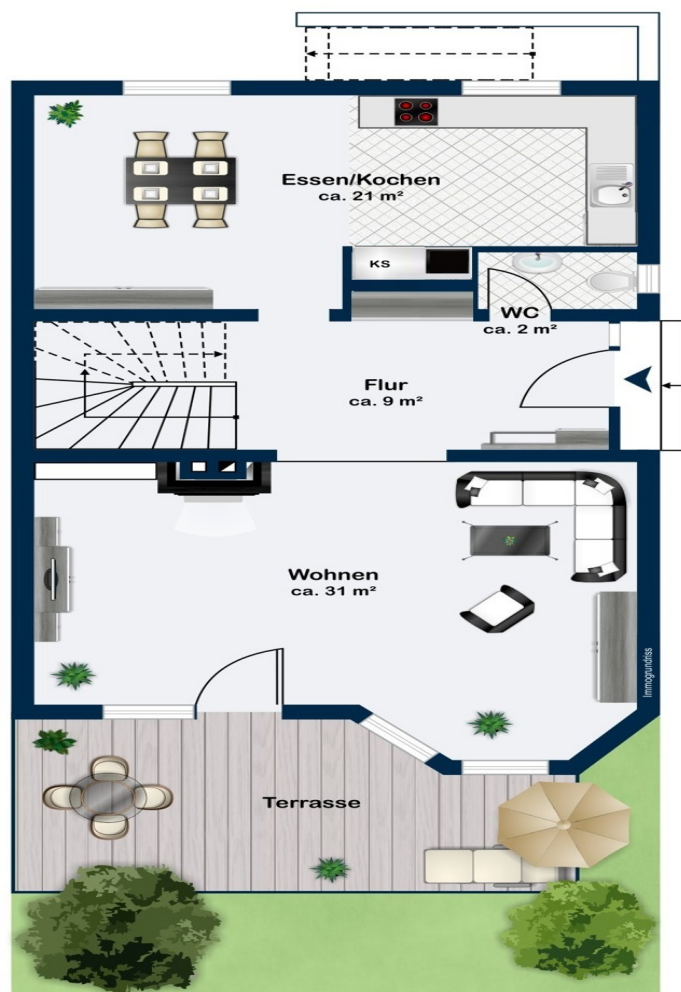 Essen/Kochen
ca. 21 m²
KS
WC
ca. 2 m²
Flur
ca. 9 m²
Wohnen
ca. 31 m²
Immogrundriss
Terrasse